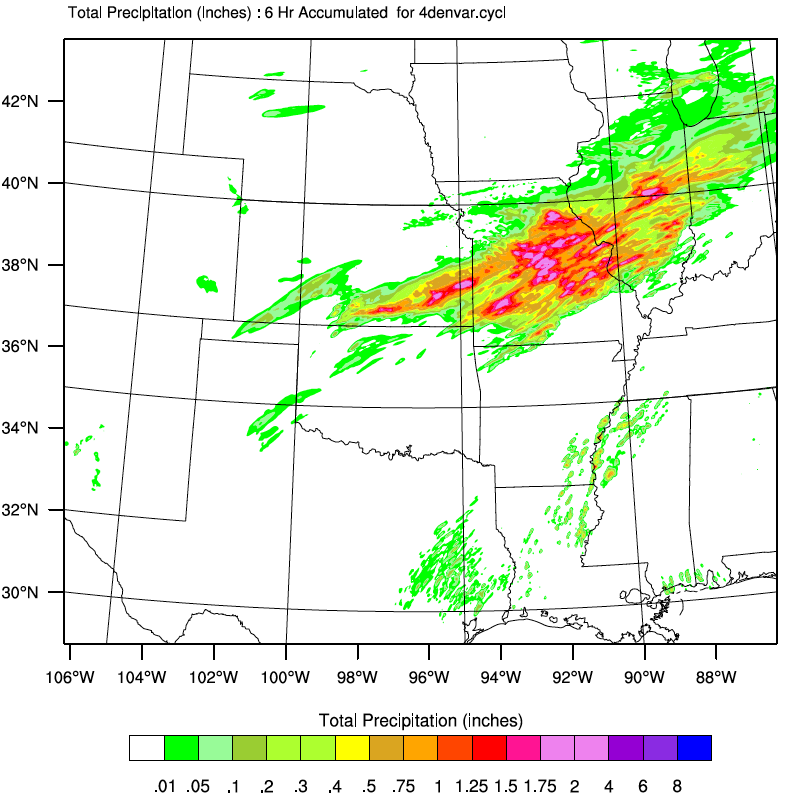 Total Precipitation (inches) : 6 Hr Accumulated  for 4denvar.cycl
42°N
40°N
38°N
36°N
34°N
32°N
30°N
106°W 104°W 102°W 100°W 98°W 96°W 94°W 92°W 90°W 88°W
Total Precipitation (inches)
.01 .05 .1 .2 .3 .4 .5 .75 1 1.25 1.5 1.75 2 4 6 8